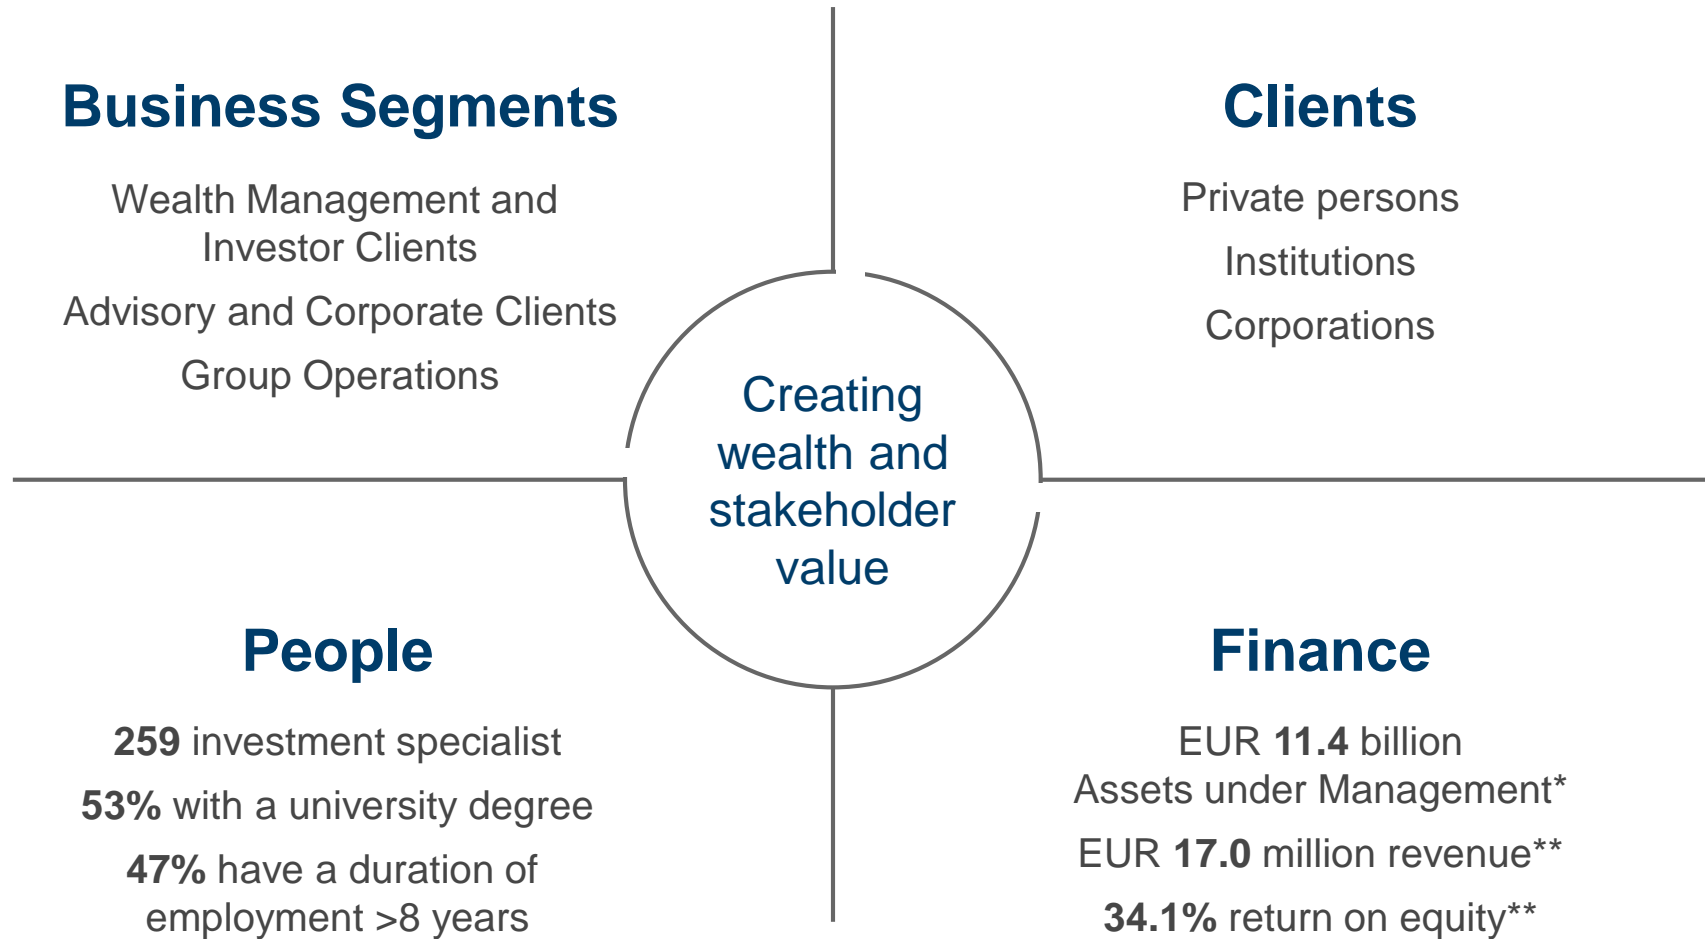 Business Segments
Wealth Management and
Investor Clients
Advisory and Corporate Clients
Group Operations
Clients
Private persons
Institutions
Corporations
Creating
wealth and
stakeholder
value
People
259 investment specialist
53% with a university degree
47% have a duration of
employment >8 years
Finance
EUR 11.4 billion
Assets under Management*
EUR 17.0 million revenue**
34.1% return on equity**